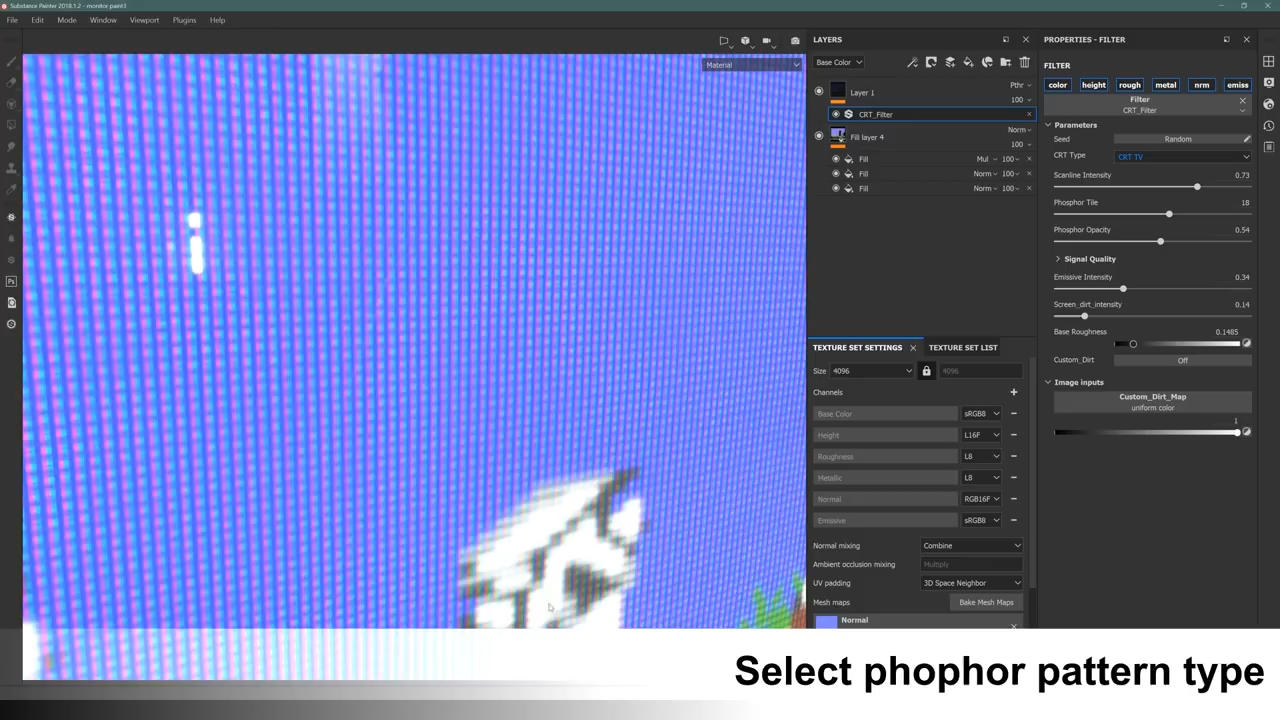 Substance Painter 2018.1.2 - monitor paint3
File Edit Mode Window Viewport Plugins Help
Material
LAYERS
Base Color
Layer 1 Pthr
100
CRT_Filter
Fill layer 4 Norm
100
Fill Mul 100
Fill Norm 100
Fill Norm 100
TEXTURE SET SETTINGS TEXTURE SET LIST
Size 4096 4096
Channels
Base Color sRGB8
Height L16F
Roughness L8
Metallic L8
Normal RGB16F
Emissive sRGB8
Normal mixing Combine
Ambient occlusion mixing Multiply
UV padding 3D Space Neighbor
Mesh maps Bake Mesh Maps
Normal
PROPERTIES - FILTER
FILTER
color height rough metal nrm emiss
Filter
CRT_Filter
Parameters
Seed Random
CRT Type CRT TV
Scanline Intensity 0.73
Phosphor Tile 18
Phosphor Opacity 0.54
Signal Quality
Emissive Intensity 0.34
Screen_dirt_intensity 0.14
Base Roughness 0.1485
Custom_Dirt Off
Image inputs
Custom_Dirt_Map
uniform color
1
Ps
Select phophor pattern type